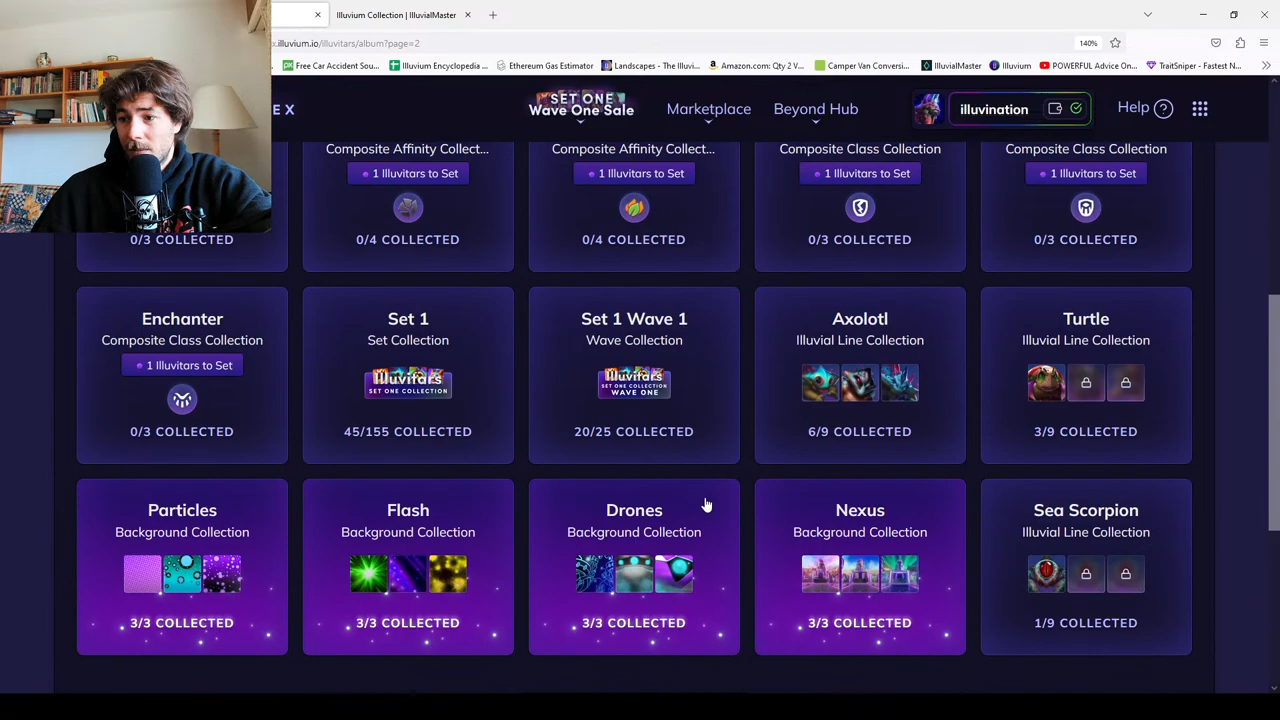 Illuvium Collection | IlluvialMaster
x.illuvium.io/illuvitars/album?page=2
140%
Free Car Accident Sou...
Illuvium Encyclopedia ...
Ethereum Gas Estimator
Landscapes - The Illuvi...
Amazon.com: Qty 2 V...
Camper Van Conversi...
IlluvialMaster
Illuvium
POWERFUL Advice On...
TraitSniper - Fastest N...
E X
SET ONE
Wave One Sale
Marketplace
Beyond Hub
illuvination
Help ?
Composite Affinity Collect...
Composite Affinity Collect...
Composite Class Collection
Composite Class Collection
1 Illuvitars to Set
1 Illuvitars to Set
1 Illuvitars to Set
1 Illuvitars to Set
0/3 COLLECTED
0/4 COLLECTED
0/4 COLLECTED
0/3 COLLECTED
0/3 COLLECTED
Enchanter
Composite Class Collection
1 Illuvitars to Set
0/3 COLLECTED
Set 1
Set Collection
Illuvitars
SET ONE COLLECTION
45/155 COLLECTED
Set 1 Wave 1
Wave Collection
Illuvitars
SET ONE COLLECTION
WAVE ONE
20/25 COLLECTED
Axolotl
Illuvial Line Collection
6/9 COLLECTED
Turtle
Illuvial Line Collection
3/9 COLLECTED
Particles
Background Collection
3/3 COLLECTED
Flash
Background Collection
3/3 COLLECTED
Drones
Background Collection
3/3 COLLECTED
Nexus
Background Collection
3/3 COLLECTED
Sea Scorpion
Illuvial Line Collection
1/9 COLLECTED